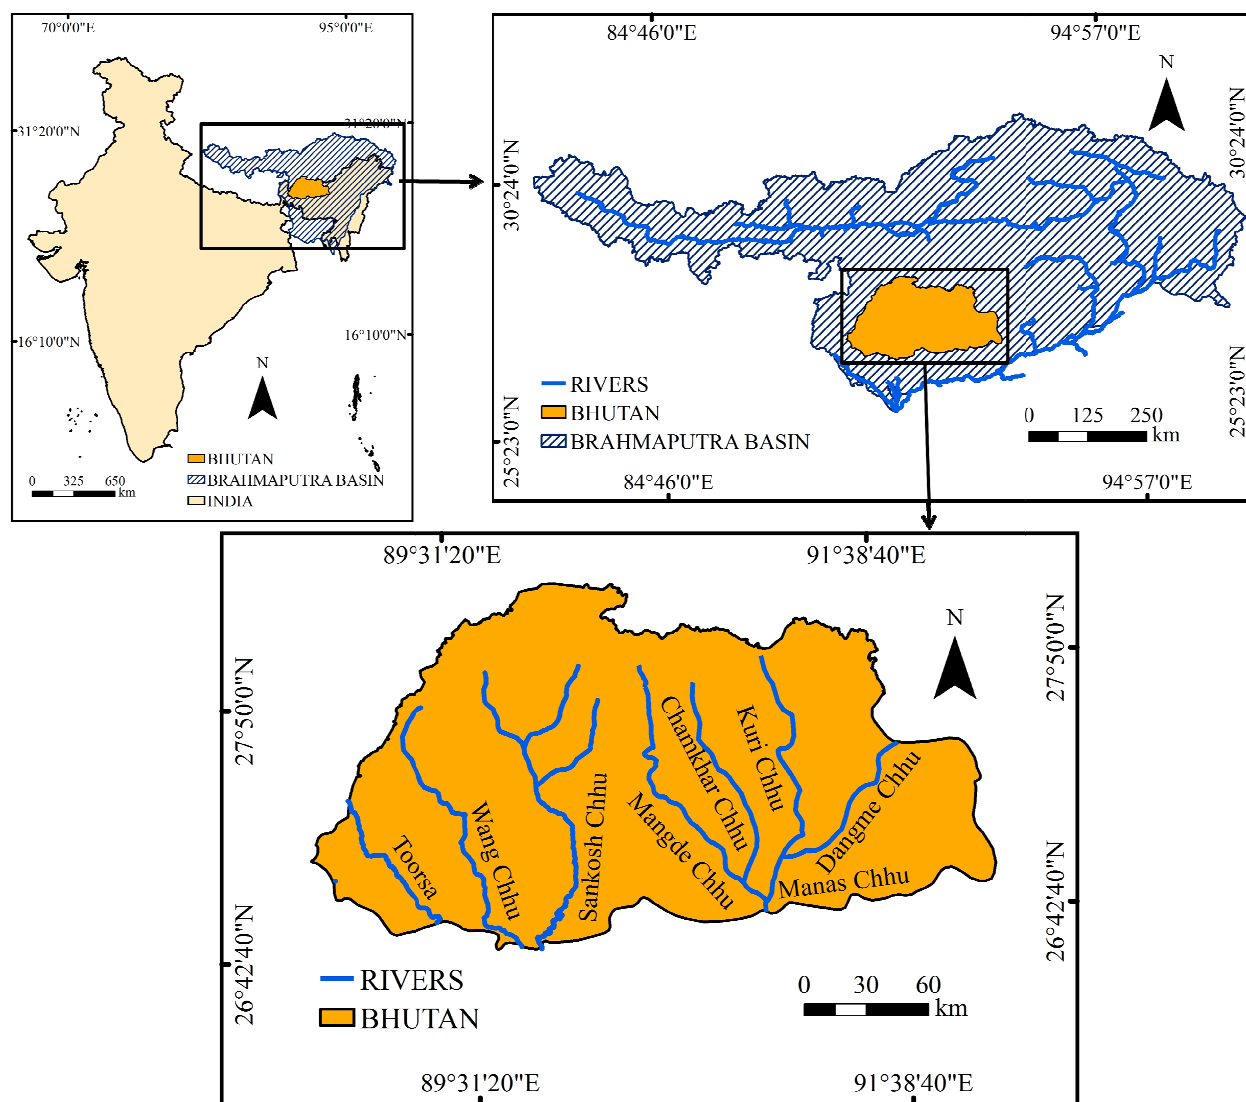 70°0'0"E
95°0'0"E
31°20'0"N
31°20'0"N
16°10'0"N
16°10'0"N
N
BHUTAN
BRAHMAPUTRA BASIN
INDIA
0 325 650
km
84°46'0"E
94°57'0"E
N
30°24'0"N
30°24'0"N
RIVERS
BHUTAN
BRAHMAPUTRA BASIN
0 125 250
km
25°23'0"N
25°23'0"N
84°46'0"E
94°57'0"E
89°31'20"E
91°38'40"E
N
27°50'0"N
27°50'0"N
Toorsa
Wang Chhu
Sankosh Chhu
Mangde Chhu
Chamkhar Chhu
Kuri Chhu
Dangme Chhu
Manas Chhu
26°42'40"N
26°42'40"N
RIVERS
BHUTAN
0 30 60
km
89°31'20"E
91°38'40"E